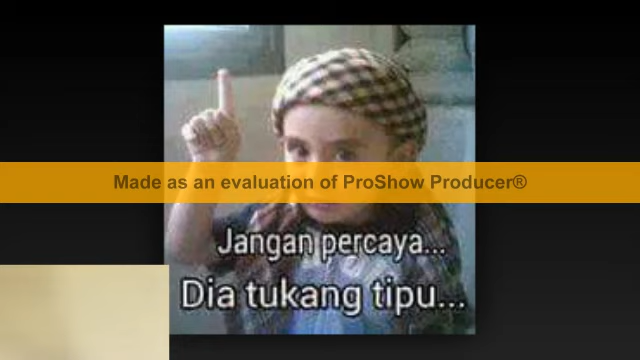 Made as an evaluation of ProShow Producer®
Jangan percaya...
Dia tukang tipu...